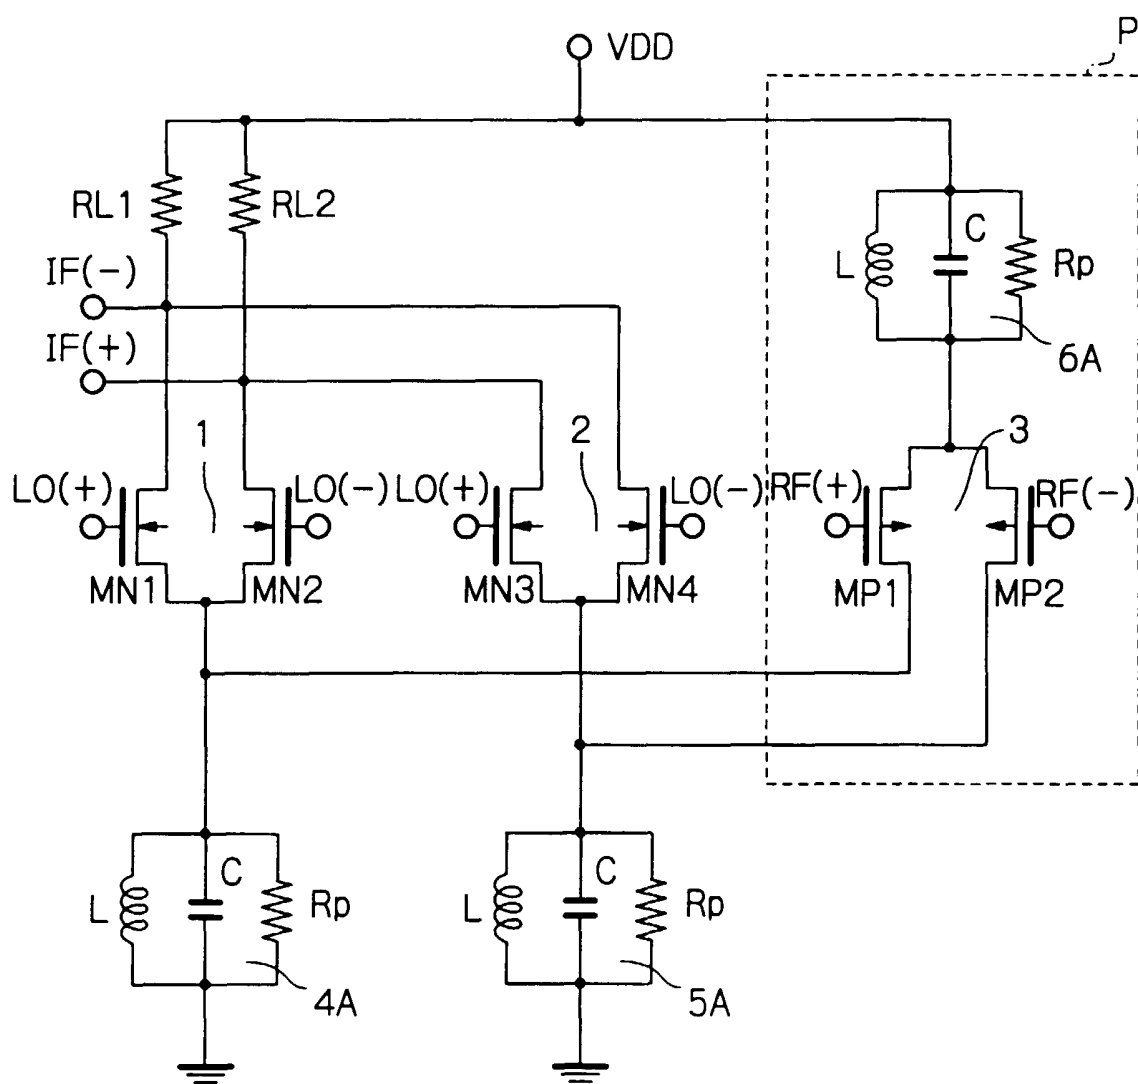 P
VDD
RL1
RL2
C
L
Rp
6A
IF(-)
IF(+)
1
2
3
LO(+)
LO(-)
LO(+)
LO(-)
RF(+)
RF(-)
MN1
MN2
MN3
MN4
MP1
MP2
C
L
Rp
4A
C
L
Rp
5A